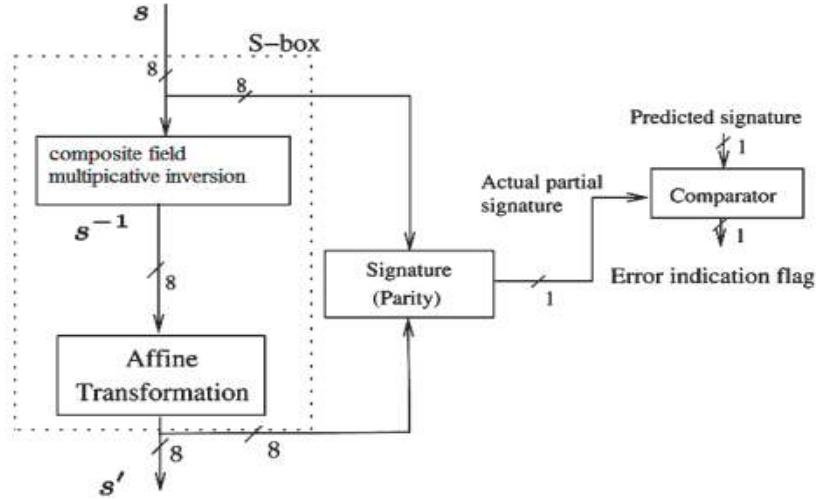 s
S-box
8
8
composite field
multipicative inversion
s⁻¹
8
Affine
Transformation
8
8
s'
Signature
(Parity)
1
Actual partial
signature
Predicted signature
1
Comparator
1
Error indication flag